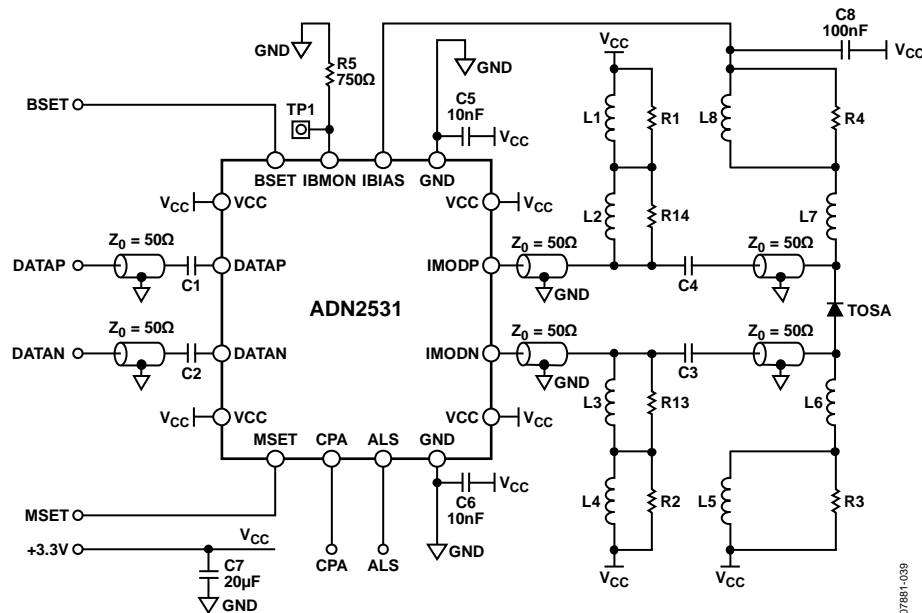 C8
100nF
VCC
GND
R5
750Ω
VCC
GND
BSET
TP1
C5
10nF
VCC
L1
R1
L8
R4
BSET
IBMON
IBIAS
GND
VCC
VCC
VCC
VCC
L2
R14
L7
Z0 = 50Ω
Z0 = 50Ω
Z0 = 50Ω
DATAP
C1
DATAP
IMODP
GND
C4
ADN2531
TOSA
Z0 = 50Ω
Z0 = 50Ω
Z0 = 50Ω
DATAN
C2
DATAN
IMODN
GND
C3
L3
R13
L6
VCC
VCC
VCC
VCC
MSET
CPA
ALS
GND
C6
10nF
VCC
L4
R2
L5
R3
MSET
+3.3V
VCC
C7
20µF
GND
CPA
ALS
GND
VCC
VCC
07881-039